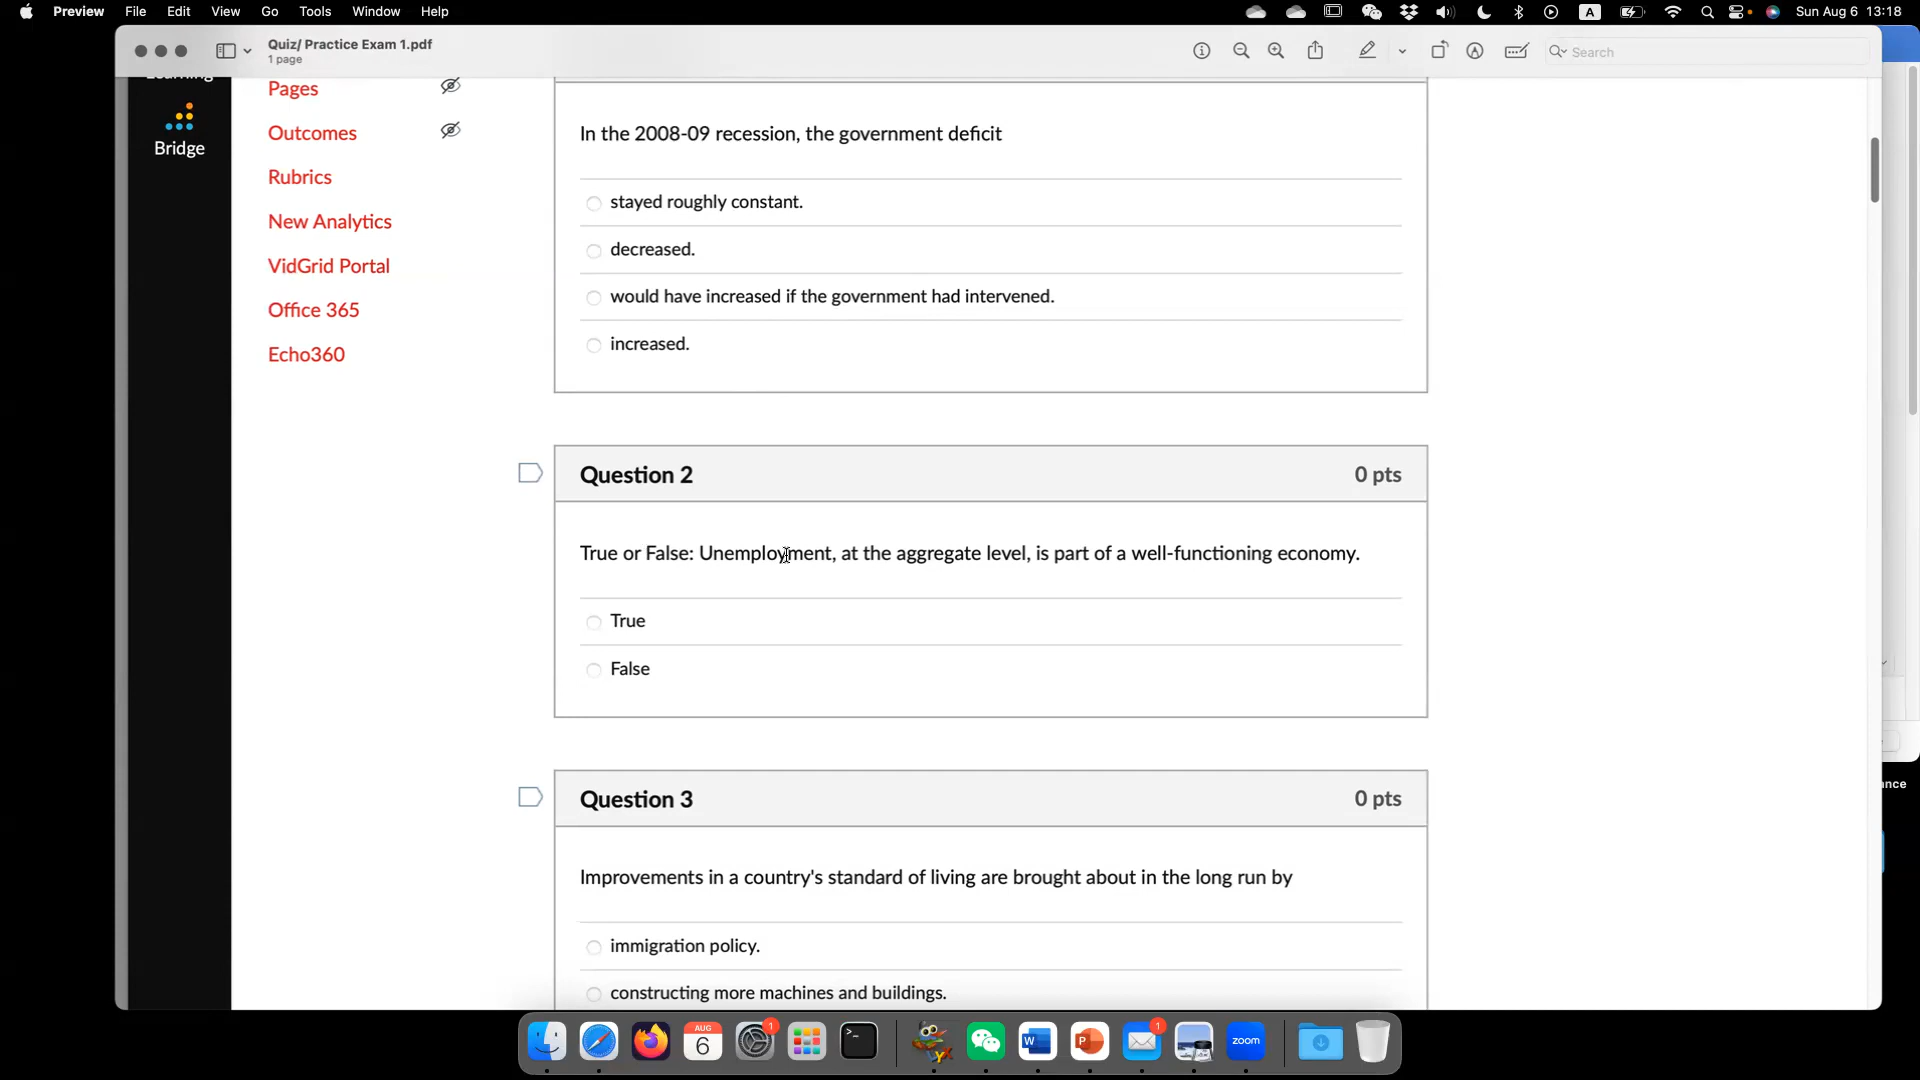 Preview File Edit View Go Tools Window Help
A
Sun Aug 6 13:18
Quiz/ Practice Exam 1.pdf
1 page
Search
Bridge
Pages
Outcomes
Rubrics
New Analytics
VidGrid Portal
Office 365
Echo360
In the 2008-09 recession, the government deficit
stayed roughly constant.
decreased.
would have increased if the government had intervened.
increased.
Question 2 0 pts
True or False: Unemployment, at the aggregate level, is part of a well-functioning economy.
True
False
Question 3 0 pts
Improvements in a country's standard of living are brought about in the long run by
immigration policy.
constructing more machines and buildings.
AUG
6
1
W
P
1
zoom